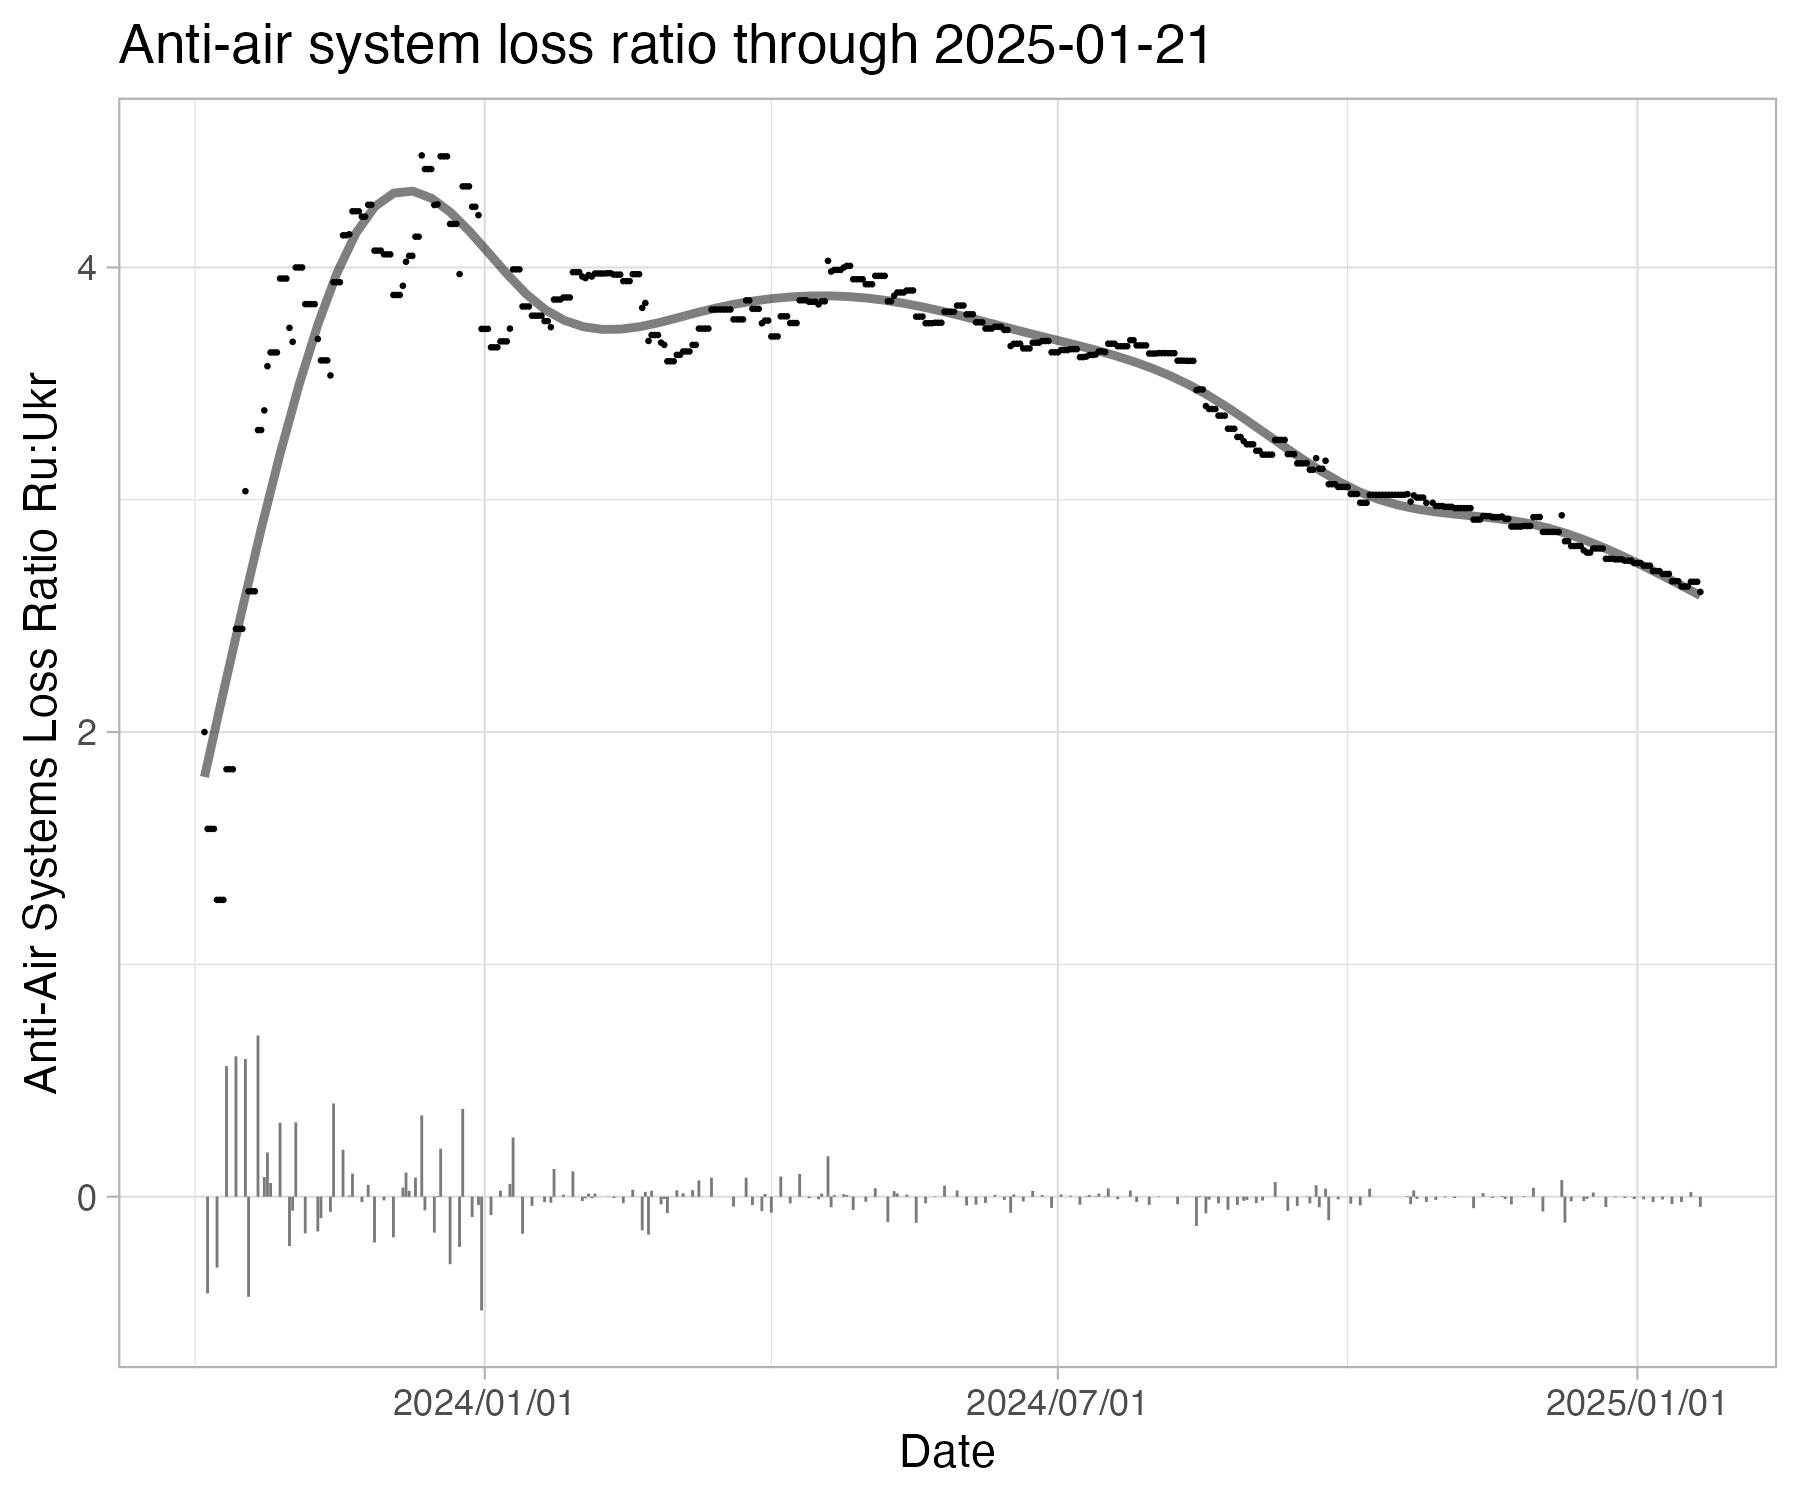 Anti-air system loss ratio through 2025-01-21
Anti-Air Systems Loss Ratio Ru:Ukr
4
2
0
2024/01/01
2024/07/01
2025/01/01
Date